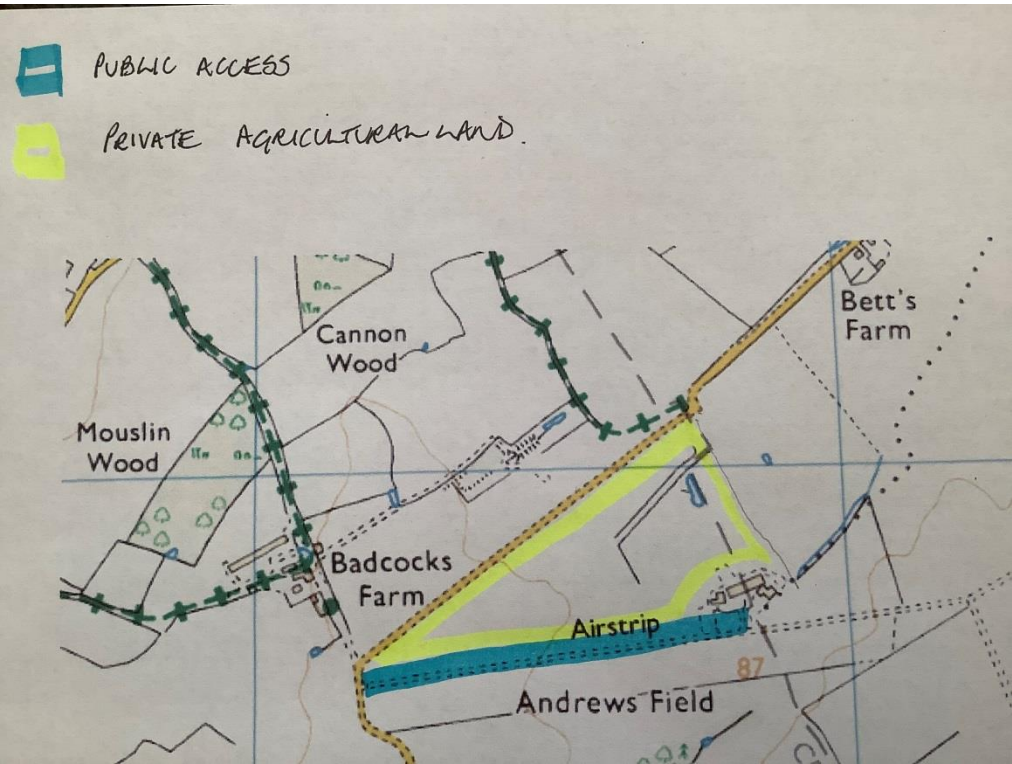 PUBLIC ACCESS
PRIVATE AGRICULTURAL LAND.
Cannon
Wood
Bett's
Farm
Mouslin
Wood
Badcocks
Farm
Airstrip
87
Andrews Field